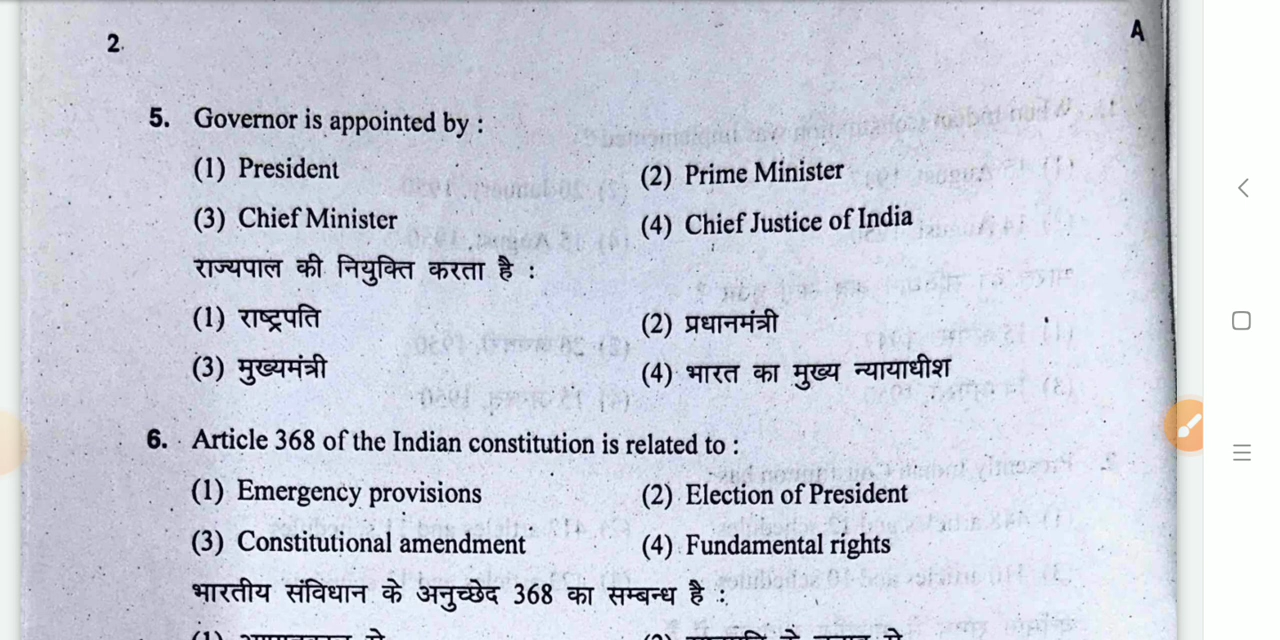 2.
A
5. Governor is appointed by :
(1) President (2) Prime Minister
(3) Chief Minister (4) Chief Justice of India
राज्यपाल की नियुक्ति करता है :
(1) राष्ट्रपति (2) प्रधानमंत्री
(3) मुख्यमंत्री (4) भारत का मुख्य न्यायाधीश
6. Article 368 of the Indian constitution is related to :
(1) Emergency provisions (2) Election of President
(3) Constitutional amendment (4) Fundamental rights
भारतीय संविधान के अनुच्छेद 368 का सम्बन्ध है :